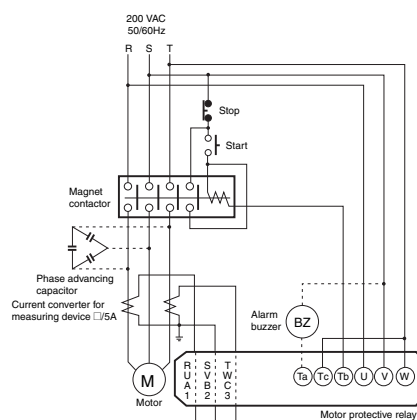 200 VAC
50/60Hz
R S T
Stop
Start
Magnet
contactor
Phase advancing
capacitor
Current converter for
measuring device □/5A
Alarm
buzzer
BZ
M
Motor
R S T
U V W
A B C
1 2 3
Ta Tc Tb U V W
Motor protective relay